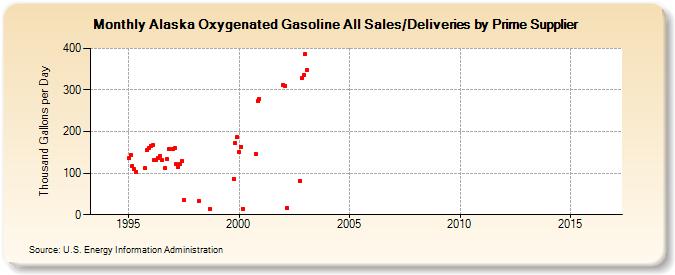 Monthly Alaska Oxygenated Gasoline All Sales/Deliveries by Prime Supplier
Thousand Gallons per Day
400
300
200
100
0
1995 2000 2005 2010 2015
Source: U.S. Energy Information Administration